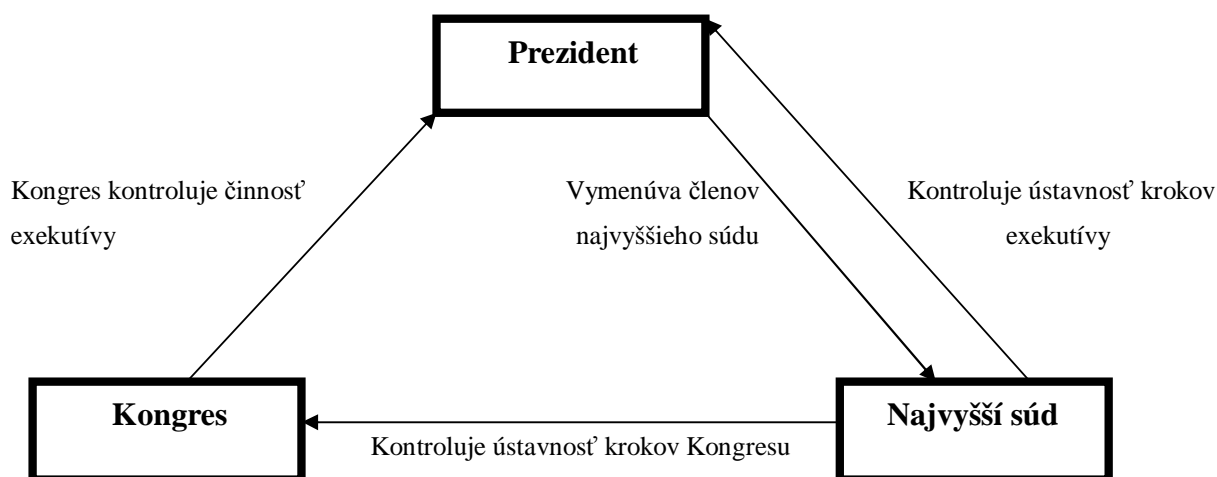 Prezident
Kongres kontroluje činnosť
exekutívy
Vymenúva členov
najvyššieho súdu
Kontroluje ústavnosť krokov
exekutívy
Kongres
Najvyšší súd
Kontroluje ústavnosť krokov Kongresu